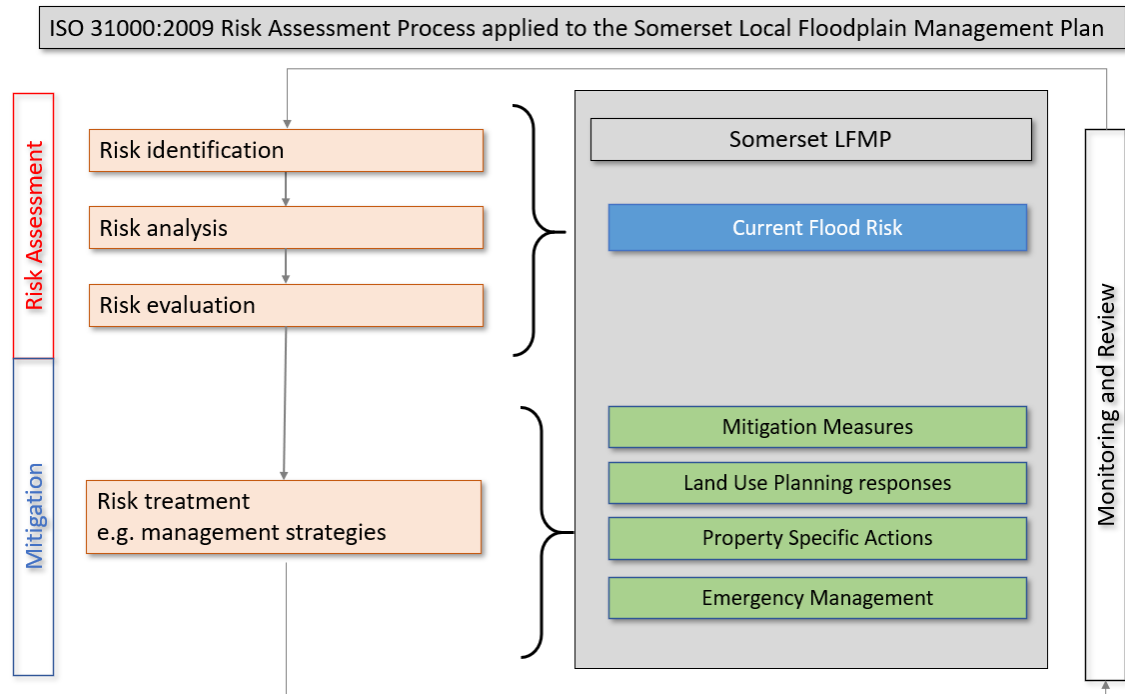 ISO 31000:2009 Risk Assessment Process applied to the Somerset Local Floodplain Management Plan
Risk Assessment
Risk identification
Risk analysis
Risk evaluation
Somerset LFMP
Current Flood Risk
Mitigation
Risk treatment
e.g. management strategies
Mitigation Measures
Land Use Planning responses
Property Specific Actions
Emergency Management
Monitoring and Review